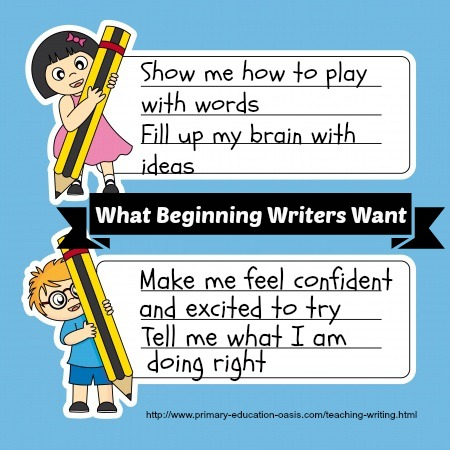 Show me how to play
with words
Fill up my brain with
ideas
What Beginning Writers Want
Make me feel confident
and excited to try
Tell me what I am
doing right
http://www.primary-education-oasis.com/teaching-writing.html